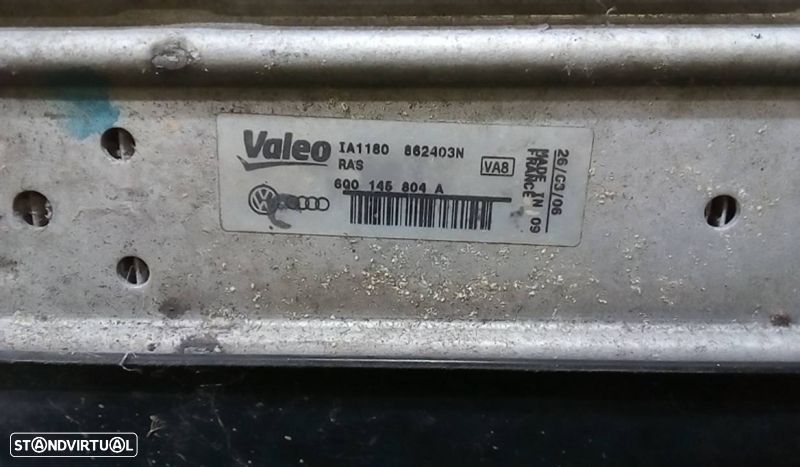 Valeo IA1180 862403N
RAS VA8
6Q0 145 804 A
MADE IN
FRANCE 09
26/03/06
STANDVIRTUAL